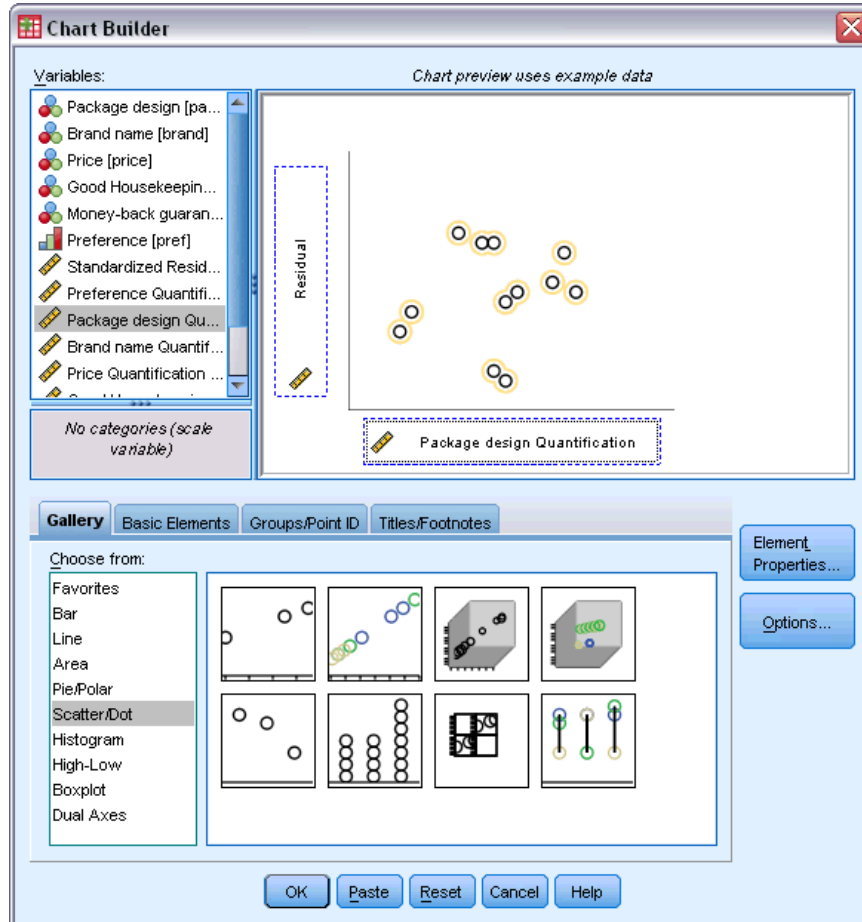 Chart Builder
Variables:
Chart preview uses example data
Package design [pa...
Brand name [brand]
Price [price]
Good Housekeepin...
Money-back guaran...
Preference [pref]
Standardized Resid...
Preference Quantifi...
Package design Qu...
Brand name Quantif...
Price Quantification ...
No categories (scale
variable)
Residual
Package design Quantification
Gallery
Basic Elements
Groups/Point ID
Titles/Footnotes
Choose from:
Favorites
Bar
Line
Area
Pie/Polar
Scatter/Dot
Histogram
High-Low
Boxplot
Dual Axes
Element
Properties...
Options...
OK
Paste
Reset
Cancel
Help